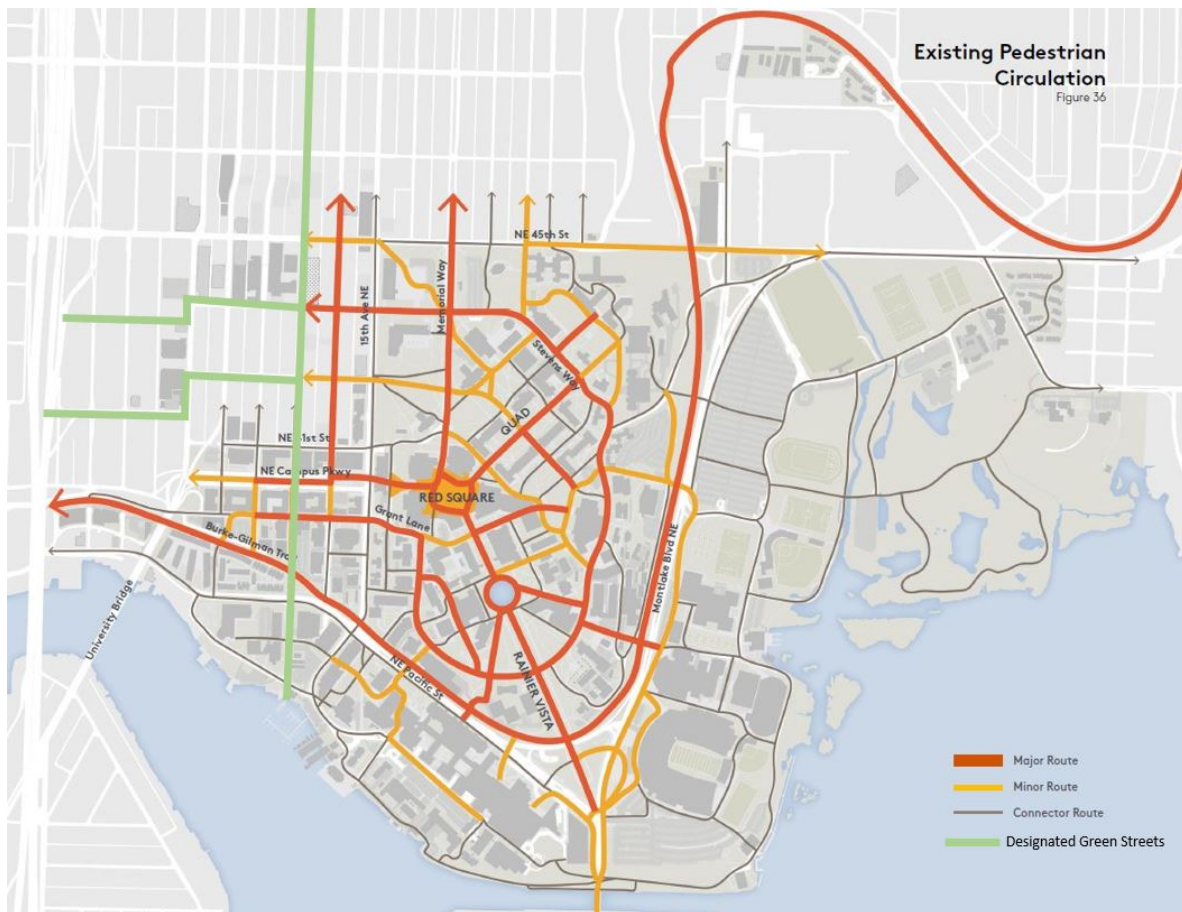 Existing Pedestrian
Circulation
Figure 36
NE 45th St
15th Ave NE
Memorial Way
Stevens Way
QUAD
NE 41st St
NE Campus Pkwy
RED SQUARE
Grant Lane
Burke-Gilman Trail
University Bridge
Montlake Blvd NE
NE Pacific St
RAINIER VISTA
Major Route
Minor Route
Connector Route
Designated Green Streets